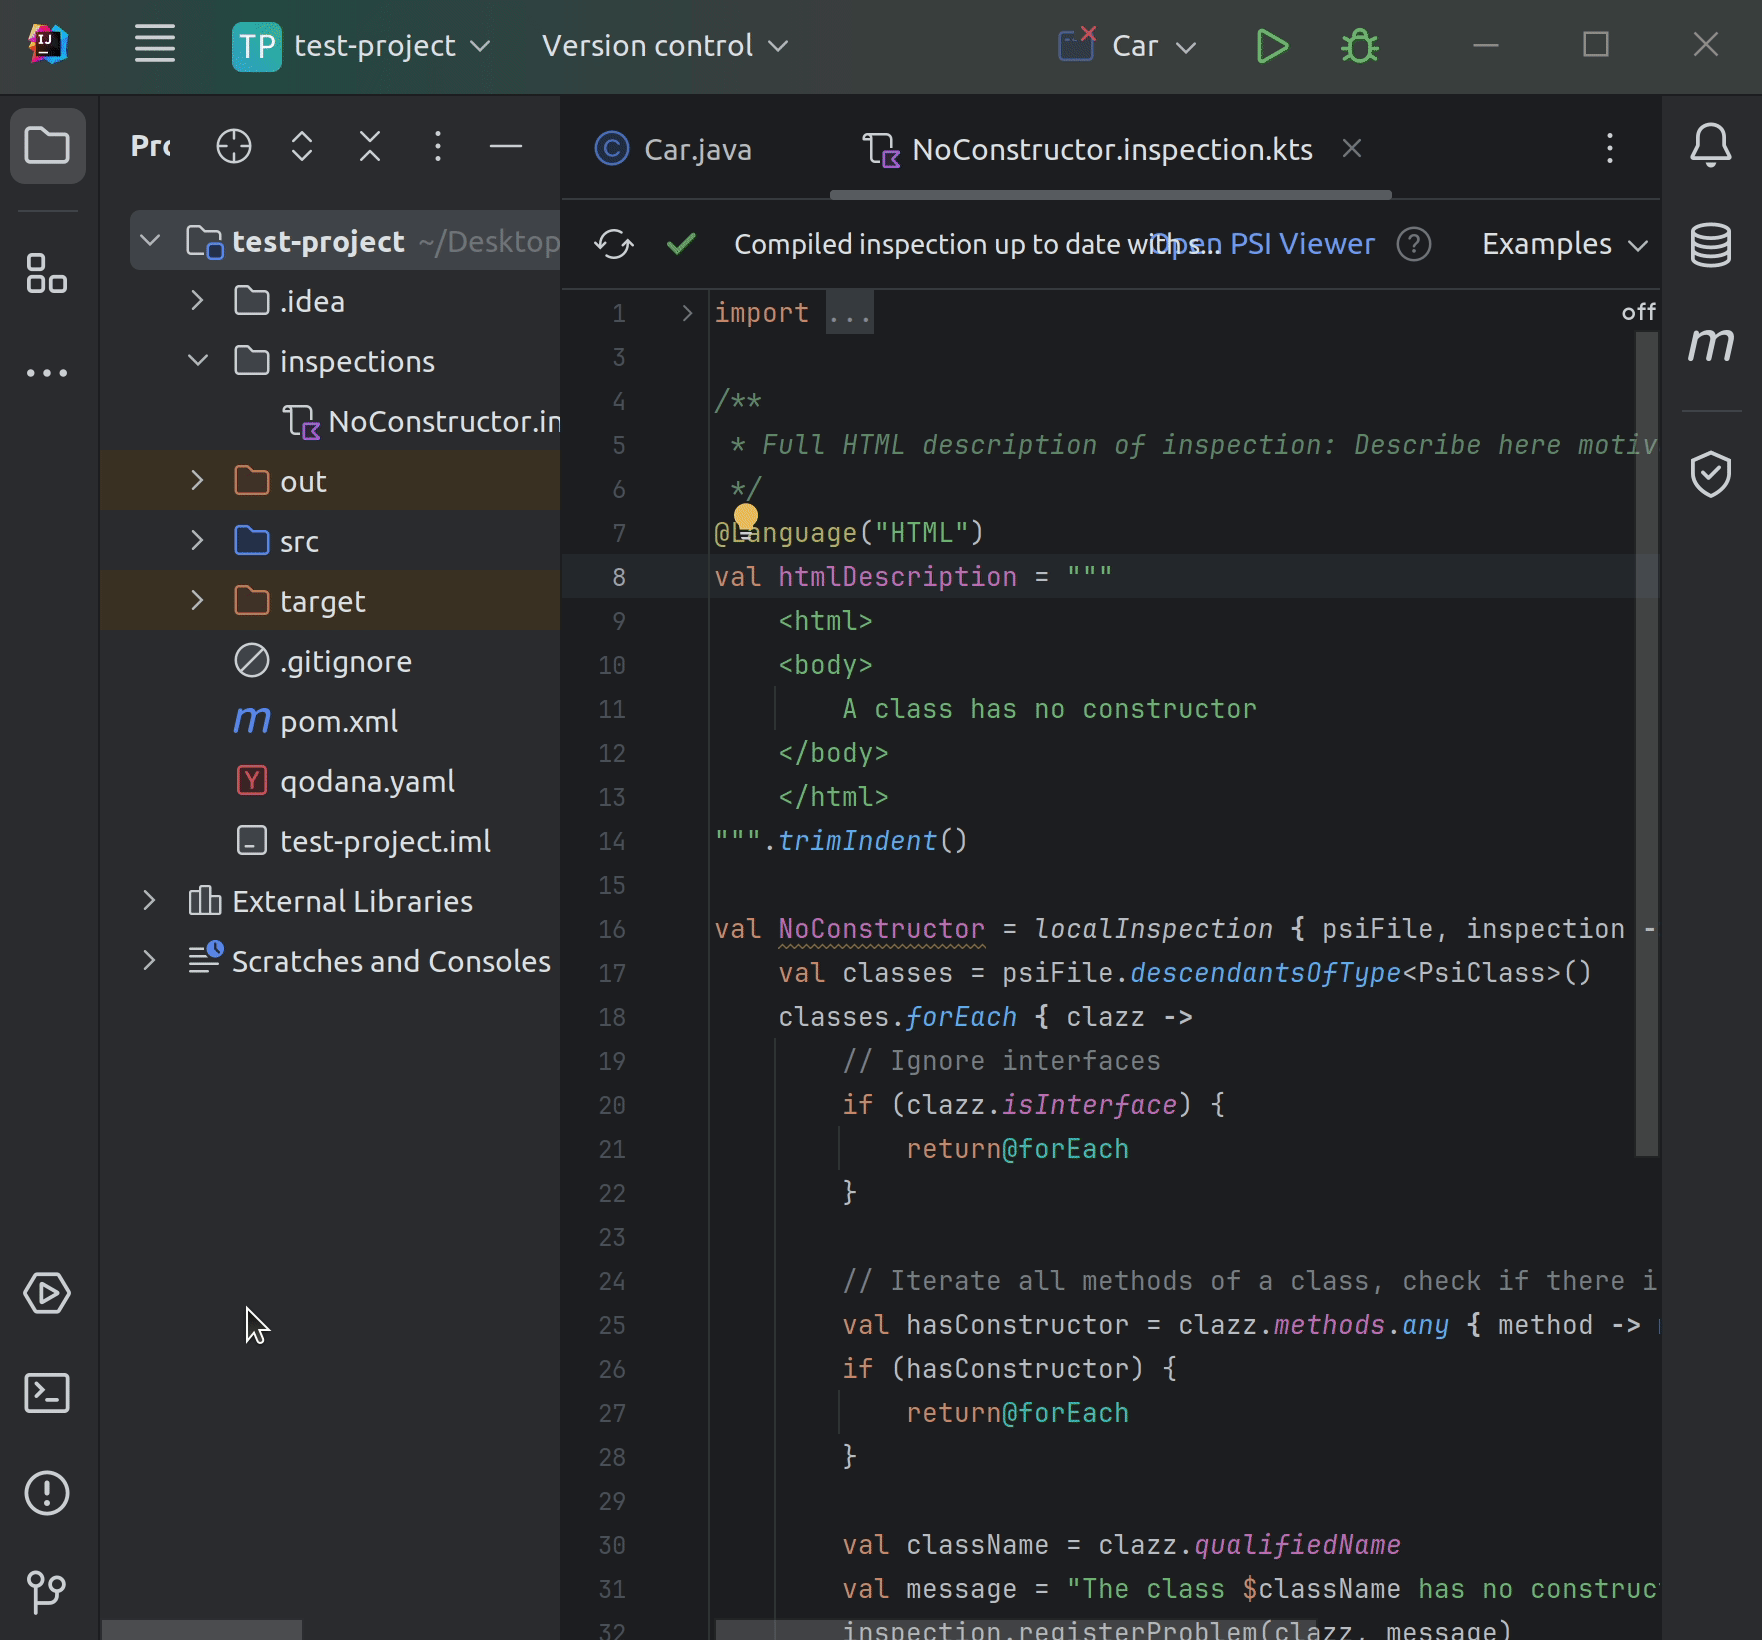 IJ
TP test-project
Version control
Car
Car.java
NoConstructor.inspection.kts
test-project ~/Desktop
.idea
inspections
NoConstructor.in
out
src
target
.gitignore
m pom.xml
Y qodana.yaml
test-project.iml
External Libraries
Scratches and Consoles
Compiled inspection up to date with s... Open PSI Viewer ? Examples
m
off
1 import ...
3
4 /**
5 * Full HTML description of inspection: Describe here motiv
6 */
7 @Language("HTML")
8 val htmlDescription = """
9 <html>
10 <body>
11 A class has no constructor
12 </body>
13 </html>
14 """.trimIndent()
15
16 val NoConstructor = localInspection { psiFile, inspection -
17 val classes = psiFile.descendantsOfType<PsiClass>()
18 classes.forEach { clazz ->
19 // Ignore interfaces
20 if (clazz.isInterface) {
21 return@forEach
22 }
23
24 // Iterate all methods of a class, check if there i
25 val hasConstructor = clazz.methods.any { method ->
26 if (hasConstructor) {
27 return@forEach
28 }
29
30 val className = clazz.qualifiedName
31 val message = "The class $className has no construc
32 inspection.registerProblem(clazz, message)